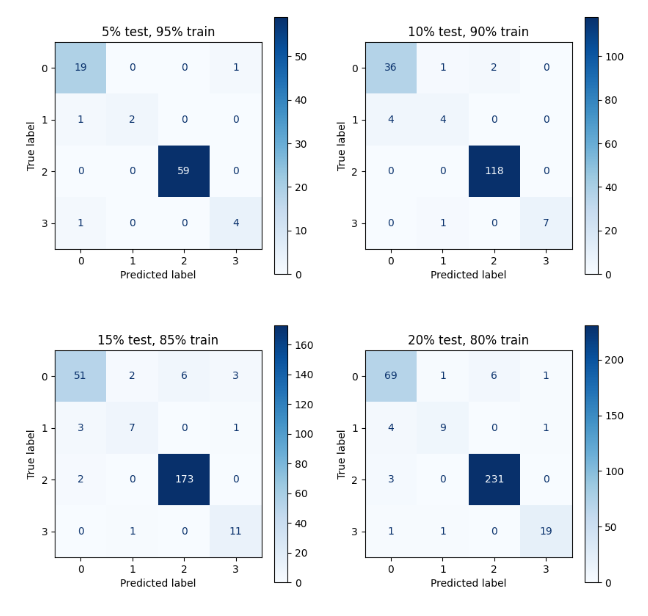 5% test, 95% train
True label
0 19 0 0 1
1 1 2 0 0
2 0 0 59 0
3 1 0 0 4
0 1 2 3
Predicted label
50
40
30
20
10
0
10% test, 90% train
True label
0 36 1 2 0
1 4 4 0 0
2 0 0 118 0
3 0 1 0 7
0 1 2 3
Predicted label
100
80
60
40
20
0
15% test, 85% train
True label
0 51 2 6 3
1 3 7 0 1
2 2 0 173 0
3 0 1 0 11
0 1 2 3
Predicted label
160
140
120
100
80
60
40
20
0
20% test, 80% train
True label
0 69 1 6 1
1 4 9 0 1
2 3 0 231 0
3 1 1 0 19
0 1 2 3
Predicted label
200
150
100
50
0